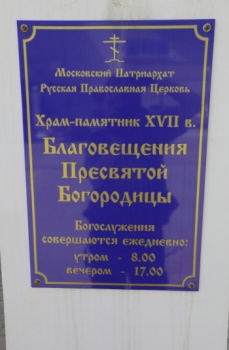 Московский Патриархат
Русская Православная Церковь
Храм-памятник XVII в.
Благовещения
Пресвятой
Богородицы
Богослужения
совершаются ежедневно:
утром - 8.00
вечером - 17.00